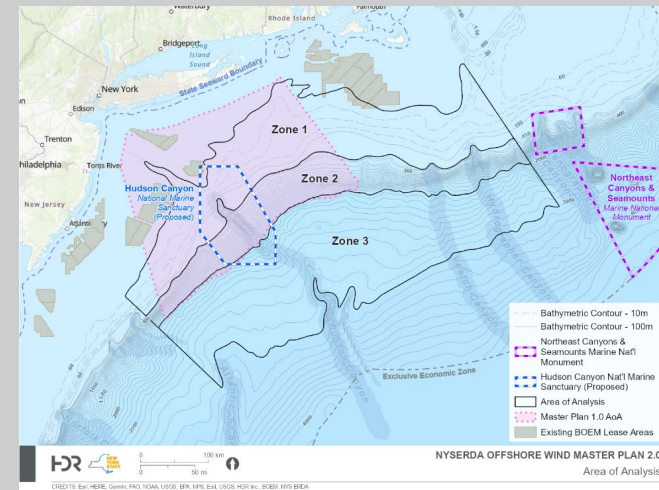 Waterbury
Rhode Island
Falmouth
Bridgeport
Long
Island
Sound
State Seaward Boundary
New York
Edison
Trenton
Philadelphia
Toms River
New Jersey
Zone 1
Zone 2
Zone 3
Hudson Canyon
National Marine
Sanctuary
(Proposed)
Northeast
Canyons &
Seamounts
Marine National
Monument
Exclusive Economic Zone
Bathymetric Contour - 10m
Bathymetric Contour - 100m
Northeast Canyons &
Seamounts Marine Nat'l
Monument
Hudson Canyon Nat'l Marine
Sanctuary (Proposed)
Area of Analysis
Master Plan 1.0 AoA
Existing BOEM Lease Areas
HDR
NEW
YORK
STATE
0 100 km
0 50 mi
NYSERDA OFFSHORE WIND MASTER PLAN 2.0
Area of Analysis
CREDITS: Esri, HERE, Garmin, FAO, NOAA, USGS, EPA, NPS, Esri, USGS, HDR Inc., BOEM, NYSERDA